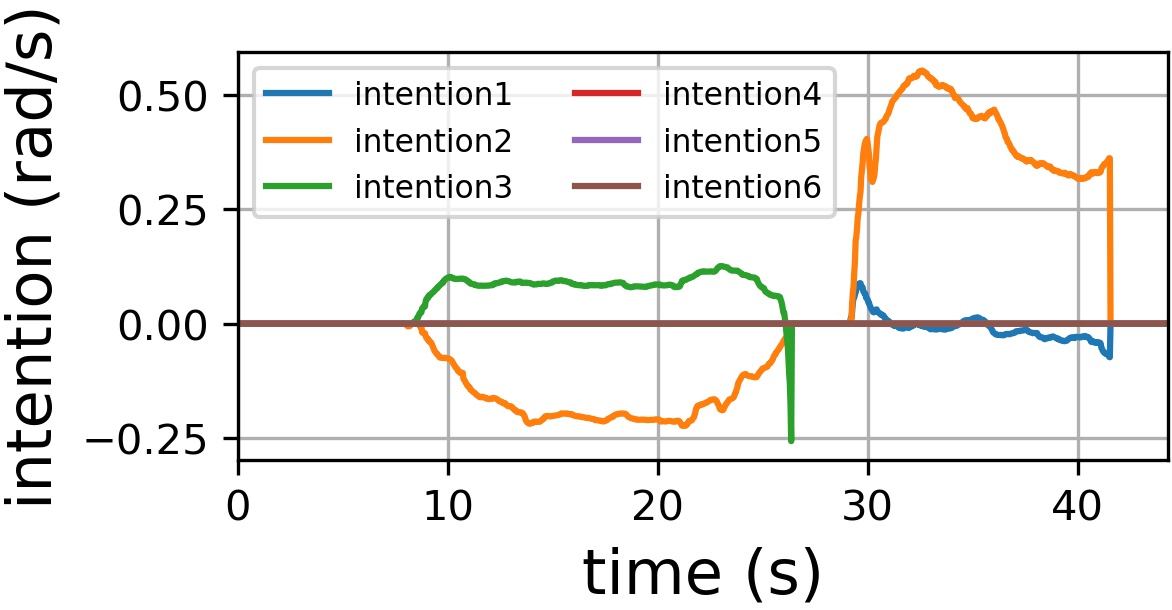 intention (rad/s)
0.50
0.25
0.00
−0.25
intention1
intention2
intention3
intention4
intention5
intention6
0 10 20 30 40
time (s)